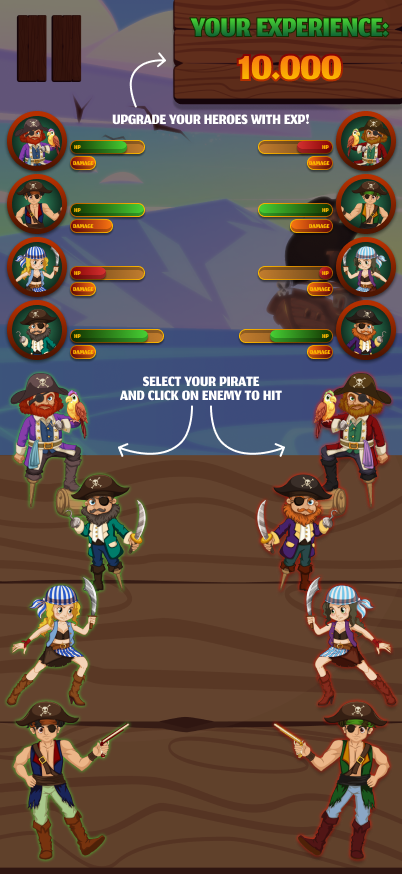 YOUR EXPERIENCE:
10.000
UPGRADE YOUR HEROES WITH EXP!
HP
HP
DAMAGE
DAMAGE
HP
HP
DAMAGE
DAMAGE
HP
HP
DAMAGE
DAMAGE
HP
HP
DAMAGE
DAMAGE
SELECT YOUR PIRATE
AND CLICK ON ENEMY TO HIT